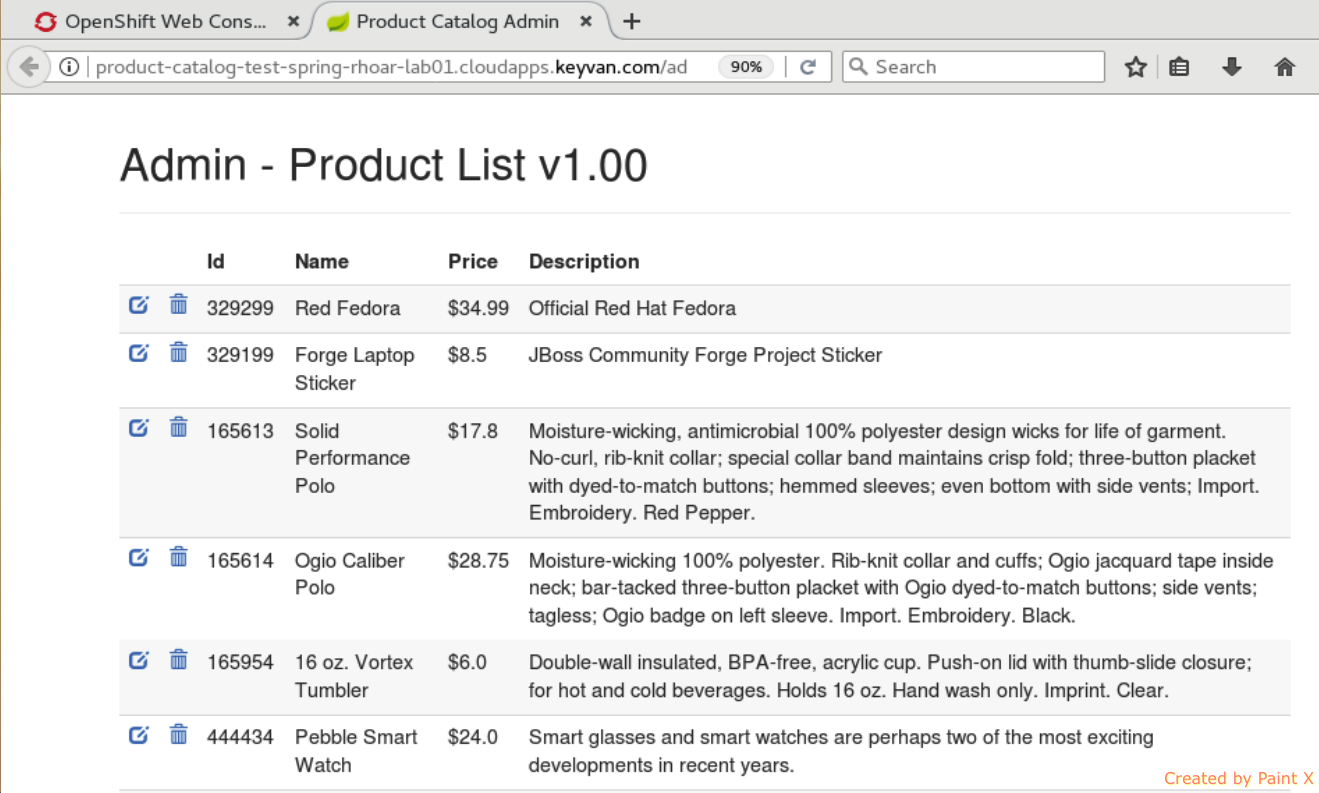 OpenShift Web Cons...
Product Catalog Admin
product-catalog-test-spring-rhoar-lab01.cloudapps.keyvan.com/ad
90%
Search
Admin - Product List v1.00
Id Name Price Description
329299 Red Fedora $34.99 Official Red Hat Fedora
329199 Forge Laptop $8.5 JBoss Community Forge Project Sticker
Sticker
165613 Solid $17.8 Moisture-wicking, antimicrobial 100% polyester design wicks for life of garment.
Performance No-curl, rib-knit collar; special collar band maintains crisp fold; three-button placket
Polo with dyed-to-match buttons; hemmed sleeves; even bottom with side vents; Import.
Embroidery. Red Pepper.
165614 Ogio Caliber $28.75 Moisture-wicking 100% polyester. Rib-knit collar and cuffs; Ogio jacquard tape inside
Polo neck; bar-tacked three-button placket with Ogio dyed-to-match buttons; side vents;
tagless; Ogio badge on left sleeve. Import. Embroidery. Black.
165954 16 oz. Vortex $6.0 Double-wall insulated, BPA-free, acrylic cup. Push-on lid with thumb-slide closure;
Tumbler for hot and cold beverages. Holds 16 oz. Hand wash only. Imprint. Clear.
444434 Pebble Smart $24.0 Smart glasses and smart watches are perhaps two of the most exciting
Watch developments in recent years.
Created by Paint X